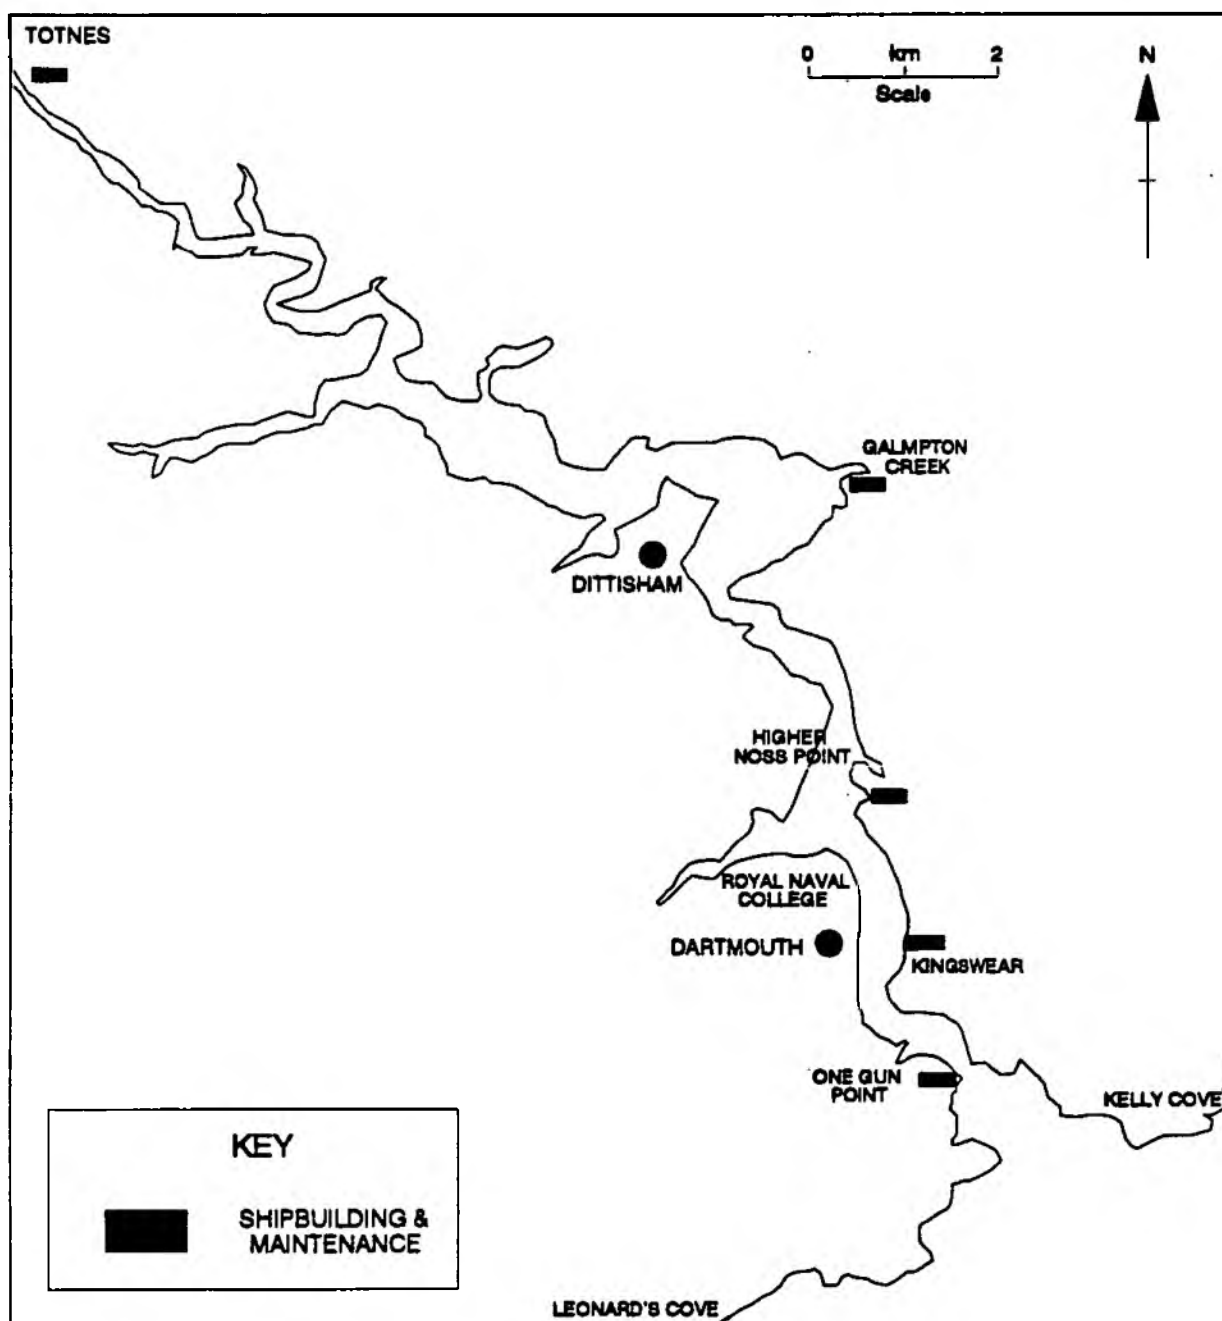 TOTNES
0 km 2
Scale
N
GALMPTON
CREEK
DITTISHAM
HIGHER
NOSS POINT
ROYAL NAVAL
COLLEGE
DARTMOUTH
KINGSWEAR
ONE GUN
POINT
KELLY COVE
KEY
SHIPBUILDING &
MAINTENANCE
LEONARD'S COVE